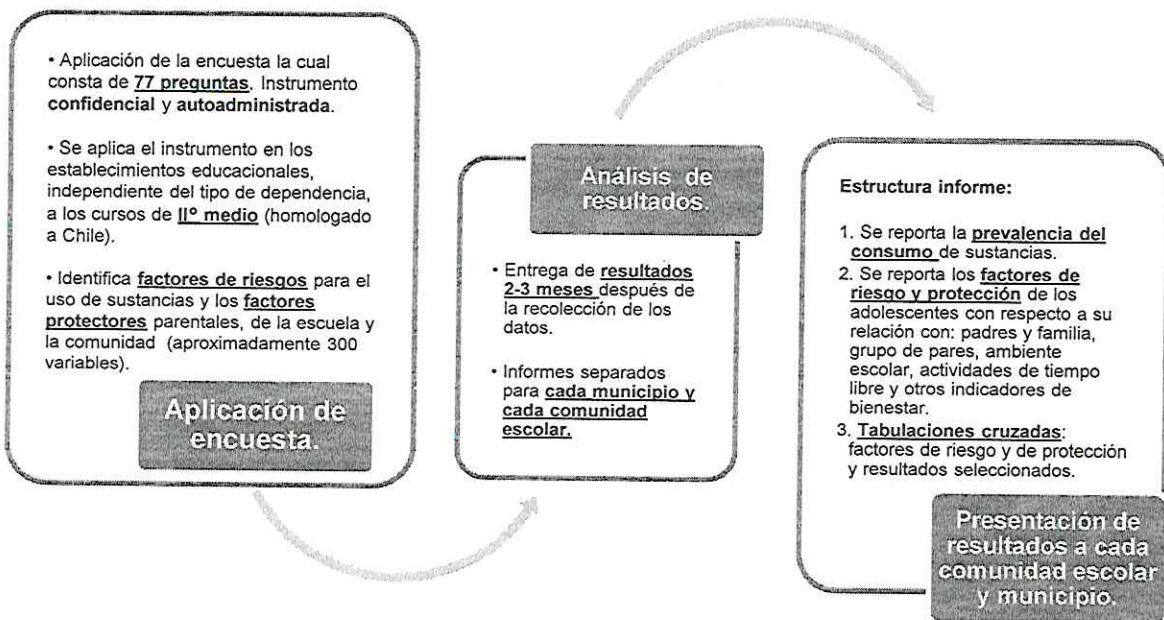 • Aplicación de la encuesta la cual
consta de 77 preguntas. Instrumento
confidencial y autoadministrada.
• Se aplica el instrumento en los
establecimientos educacionales,
independiente del tipo de dependencia,
a los cursos de IIº medio (homologado
a Chile).
• Identifica factores de riesgos para el
uso de sustancias y los factores
protectores parentales, de la escuela y
la comunidad (aproximadamente 300
variables).
Aplicación de
encuesta.
Análisis de
resultados.
• Entrega de resultados
2-3 meses después de
la recolección de los
datos.
• Informes separados
para cada municipio y
cada comunidad
escolar.
Estructura informe:
1. Se reporta la prevalencia del
consumo de sustancias.
2. Se reporta los factores de
riesgo y protección de los
adolescentes con respecto a su
relación con: padres y familia,
grupo de pares, ambiente
escolar, actividades de tiempo
libre y otros indicadores de
bienestar.
3. Tabulaciones cruzadas:
factores de riesgo y de protección
y resultados seleccionados.
Presentación de
resultados a cada
comunidad escolar
y municipio.